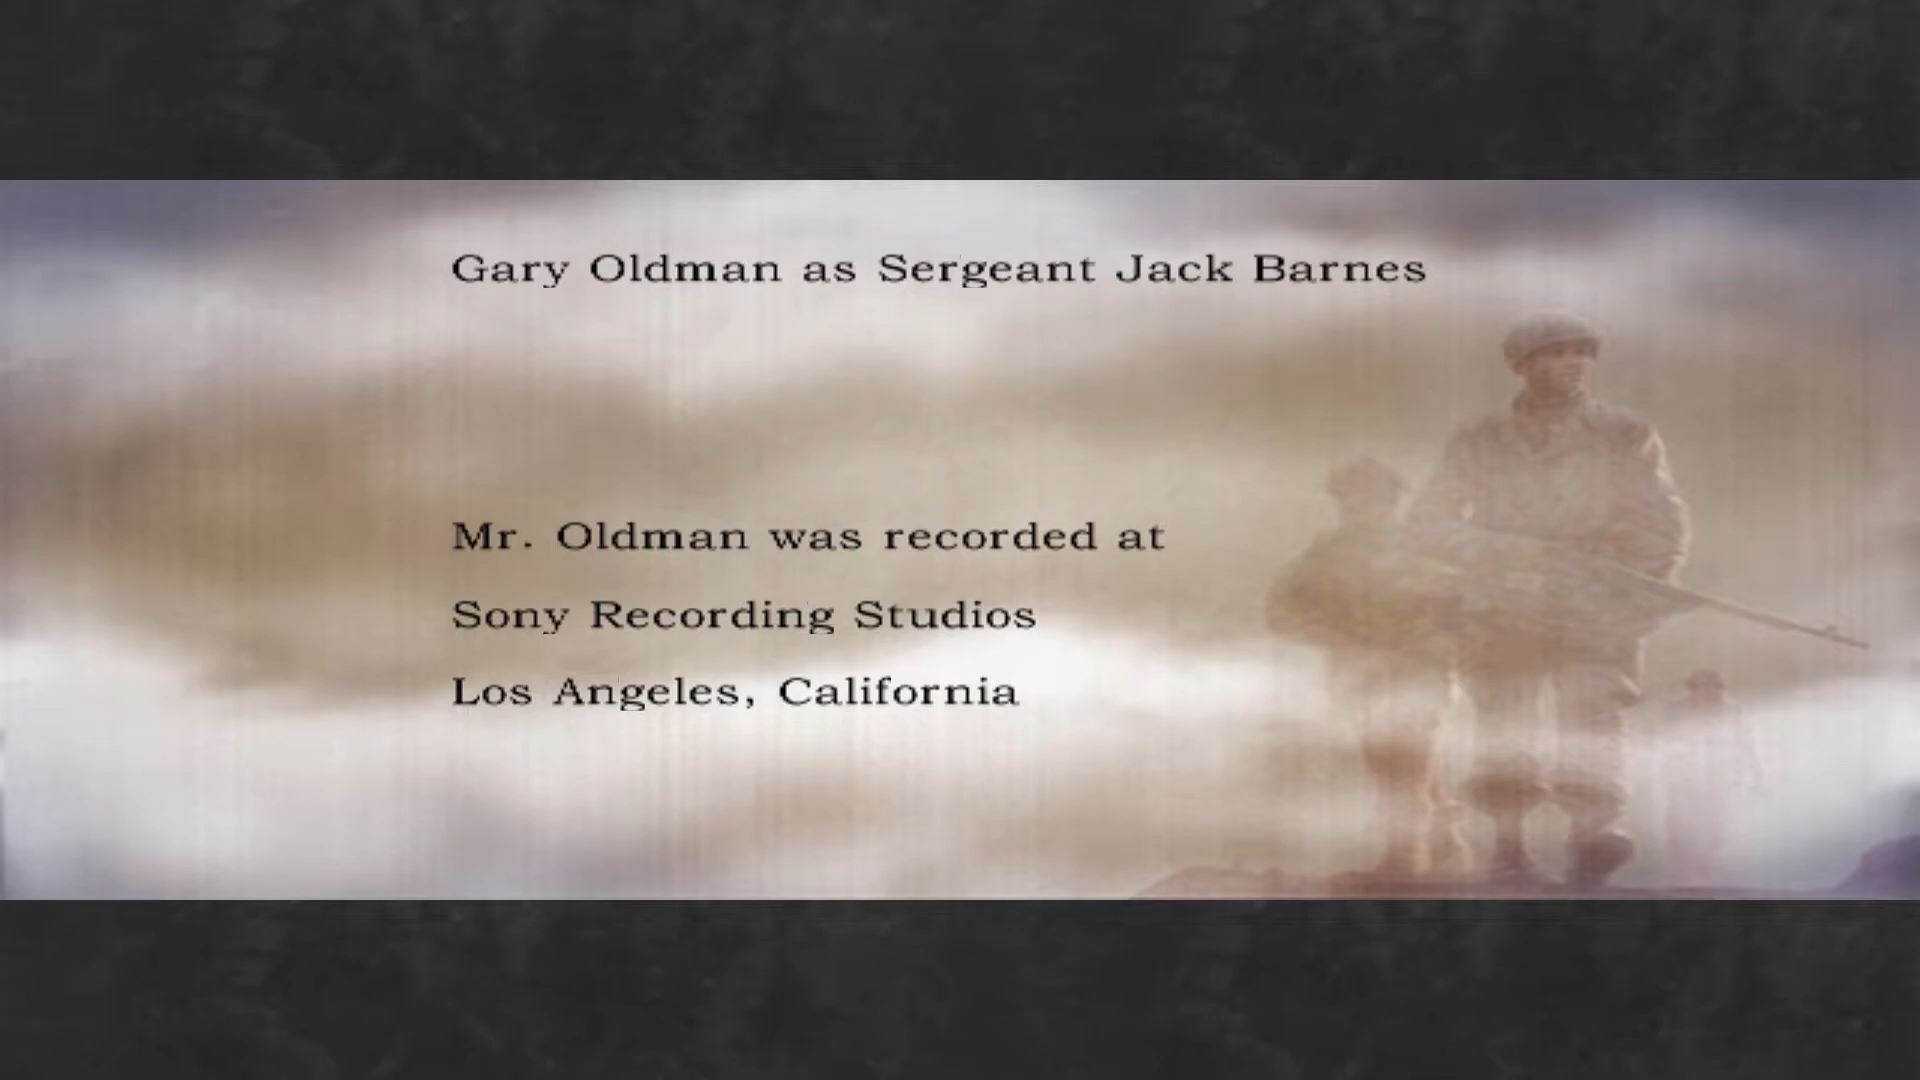 Gary Oldman as Sergeant Jack Barnes
Mr. Oldman was recorded at
Sony Recording Studios
Los Angeles, California